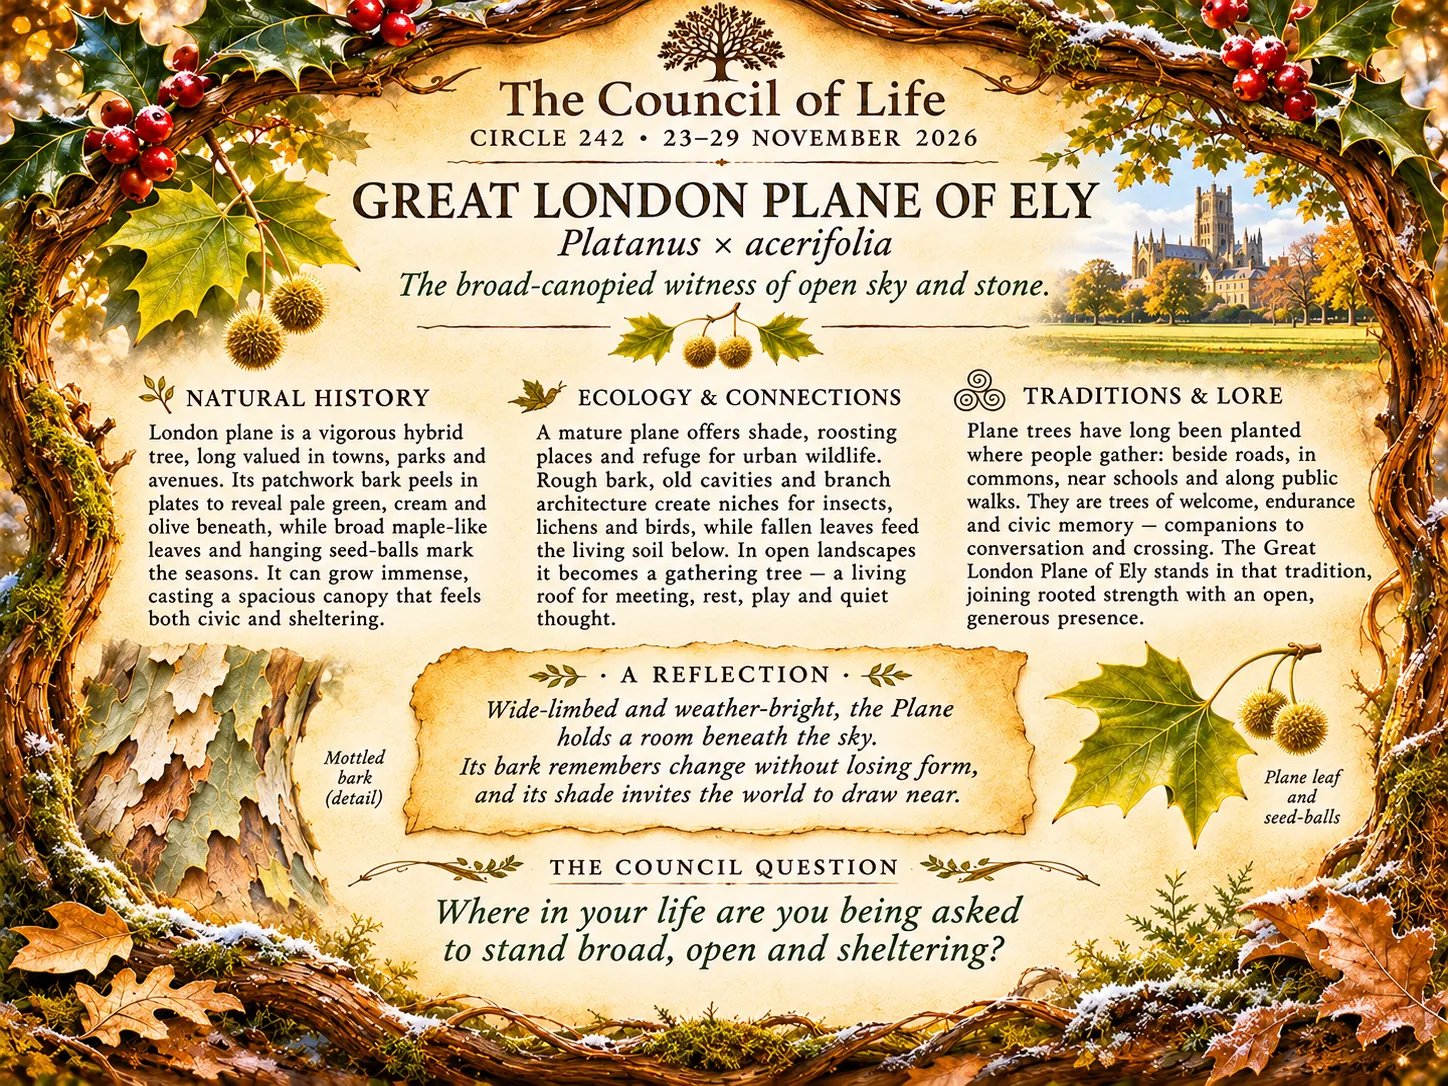 The Council of Life
CIRCLE 242 • 23–29 NOVEMBER 2026
GREAT LONDON PLANE OF ELY
Platanus × acerifolia
The broad-canopied witness of open sky and stone.
NATURAL HISTORY
London plane is a vigorous hybrid
tree, long valued in towns, parks and
avenues. Its patchwork bark peels in
plates to reveal pale green, cream and
olive beneath, while broad maple-like
leaves and hanging seed-balls mark
the seasons. It can grow immense,
casting a spacious canopy that feels
both civic and sheltering.
ECOLOGY & CONNECTIONS
A mature plane offers shade, roosting
places and refuge for urban wildlife.
Rough bark, old cavities and branch
architecture create niches for insects,
lichens and birds, while fallen leaves feed
the living soil below. In open landscapes
it becomes a gathering tree — a living
roof for meeting, rest, play and quiet
thought.
TRADITIONS & LORE
Plane trees have long been planted
where people gather: beside roads, in
commons, near schools and along public
walks. They are trees of welcome, endurance
and civic memory — companions to
conversation and crossing. The Great
London Plane of Ely stands in that tradition,
joining rooted strength with an open,
generous presence.
Mottled
bark
(detail)
· A REFLECTION ·
Wide-limbed and weather-bright, the Plane
holds a room beneath the sky.
Its bark remembers change without losing form,
and its shade invites the world to draw near.
Plane leaf
and
seed-balls
THE COUNCIL QUESTION
Where in your life are you being asked
to stand broad, open and sheltering?